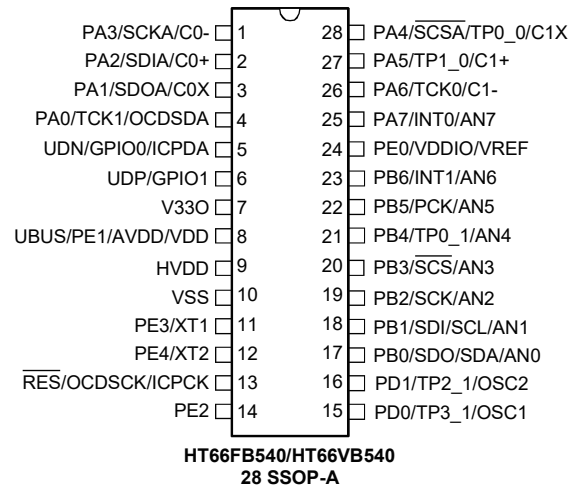 PA3/SCKA/C0- 1 28 PA4/SCSA/TP0_0/C1X
PA2/SDIA/C0+ 2 27 PA5/TP1_0/C1+
PA1/SDOA/C0X 3 26 PA6/TCK0/C1-
PA0/TCK1/OCDSDA 4 25 PA7/INT0/AN7
UDN/GPIO0/ICPDA 5 24 PE0/VDDIO/VREF
UDP/GPIO1 6 23 PB6/INT1/AN6
V33O 7 22 PB5/PCK/AN5
UBUS/PE1/AVDD/VDD 8 21 PB4/TP0_1/AN4
HVDD 9 20 PB3/SCS/AN3
VSS 10 19 PB2/SCK/AN2
PE3/XT1 11 18 PB1/SDI/SCL/AN1
PE4/XT2 12 17 PB0/SDO/SDA/AN0
RES/OCDSCK/ICPCK 13 16 PD1/TP2_1/OSC2
PE2 14 15 PD0/TP3_1/OSC1
HT66FB540/HT66VB540
28 SSOP-A